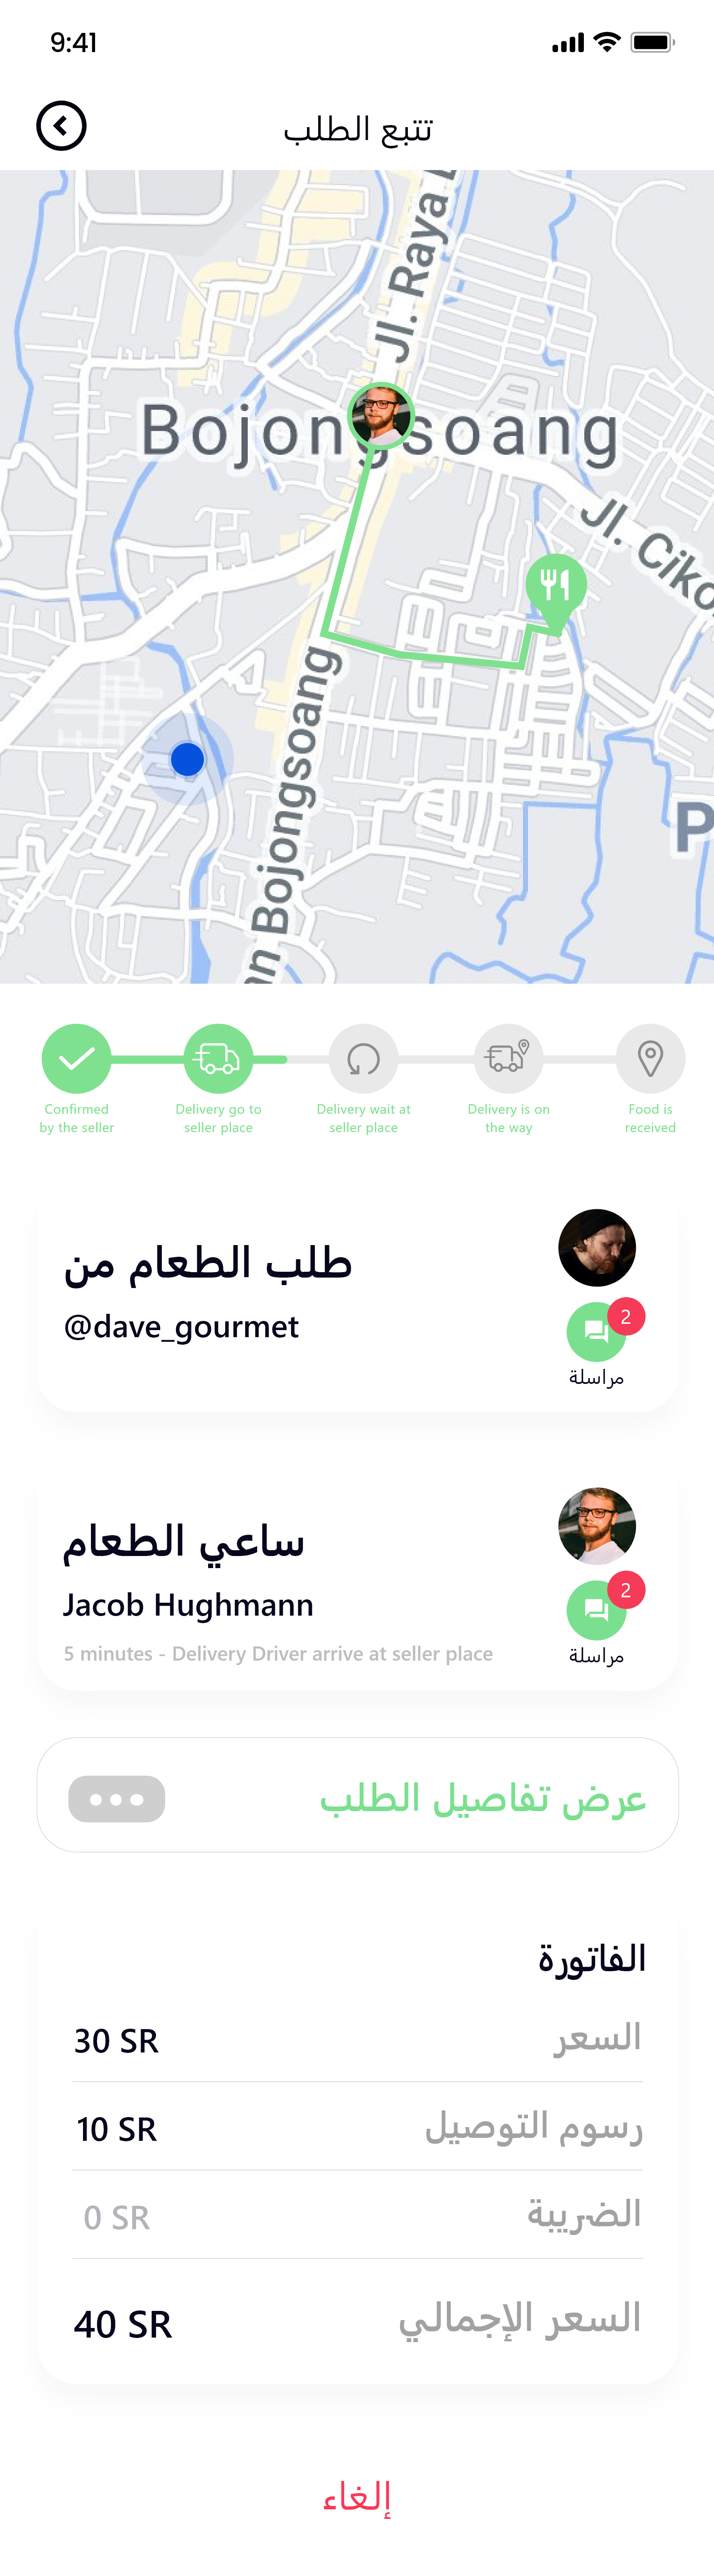 9:41
تتبع الطلب
Jl. Raya
Bojongsoang
Jl. Ciko
an Bojongsoang
P
Confirmed
by the seller
Delivery go to
seller place
Delivery wait at
seller place
Delivery is on
the way
Food is
received
طلب الطعام من
@dave_gourmet
2
مراسلة
ساعي الطعام
Jacob Hughmann
5 minutes - Delivery Driver arrive at seller place
2
مراسلة
عرض تفاصيل الطلب
الفاتورة
السعر 30 SR
رسوم التوصيل 10 SR
الضريبة 0 SR
السعر الإجمالي 40 SR
إلغاء